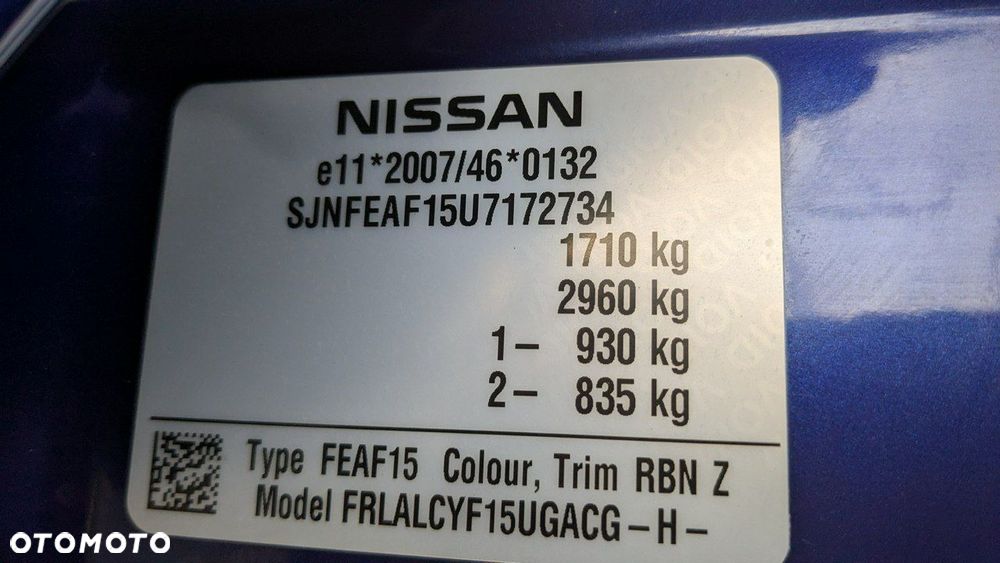 NISSAN
e11*2007/46*0132
SJNFEAF15U7172734
1710 kg
2960 kg
1- 930 kg
2- 835 kg
Type FEAF15 Colour, Trim RBN Z
Model FRLALCYF15UGACG-H-
OTOMOTO